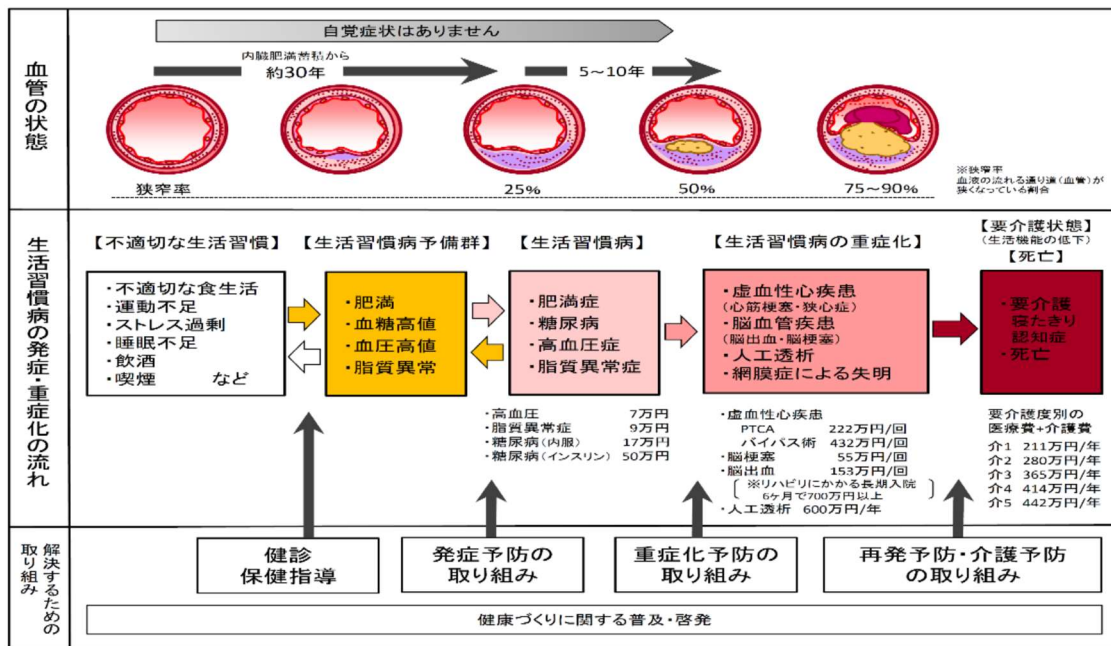 血管の状態
自覚症状はありません
内臓肥満蓄積から
約30年
5～10年
狭窄率
25%
50%
75～90%
※狭窄率
血液の流れる通り道(血管)が
狭くなっている割合
生活習慣病の発症・重症化の流れ
【不適切な生活習慣】
・不適切な食生活
・運動不足
・ストレス過剰
・睡眠不足
・飲酒
・喫煙 など
【生活習慣病予備群】
・肥満
・血糖高値
・血圧高値
・脂質異常
【生活習慣病】
・肥満症
・糖尿病
・高血圧症
・脂質異常症
・高血圧 7万円
・脂質異常症 9万円
・糖尿病(内服) 17万円
・糖尿病(インスリン) 50万円
【生活習慣病の重症化】
・虚血性心疾患
(心筋梗塞・狭心症)
・脳血管疾患
(脳出血・脳梗塞)
・人工透析
・網膜症による失明
・虚血性心疾患
PTCA 222万円/回
バイパス術 432万円/回
・脳梗塞 55万円/回
・脳出血 153万円/回
※リハビリにかかる長期入院
6ヶ月で700万円以上
・人工透析 600万円/年
【要介護状態】
(生活機能の低下)
【死亡】
・要介護
寝たきり
認知症
・死亡
要介護度別の
医療費+介護費
介1 211万円/年
介2 280万円/年
介3 365万円/年
介4 414万円/年
介5 442万円/年
解決するための
取り組み
健診
保健指導
発症予防の
取り組み
重症化予防の
取り組み
再発予防・介護予防
の取り組み
健康づくりに関する普及・啓発